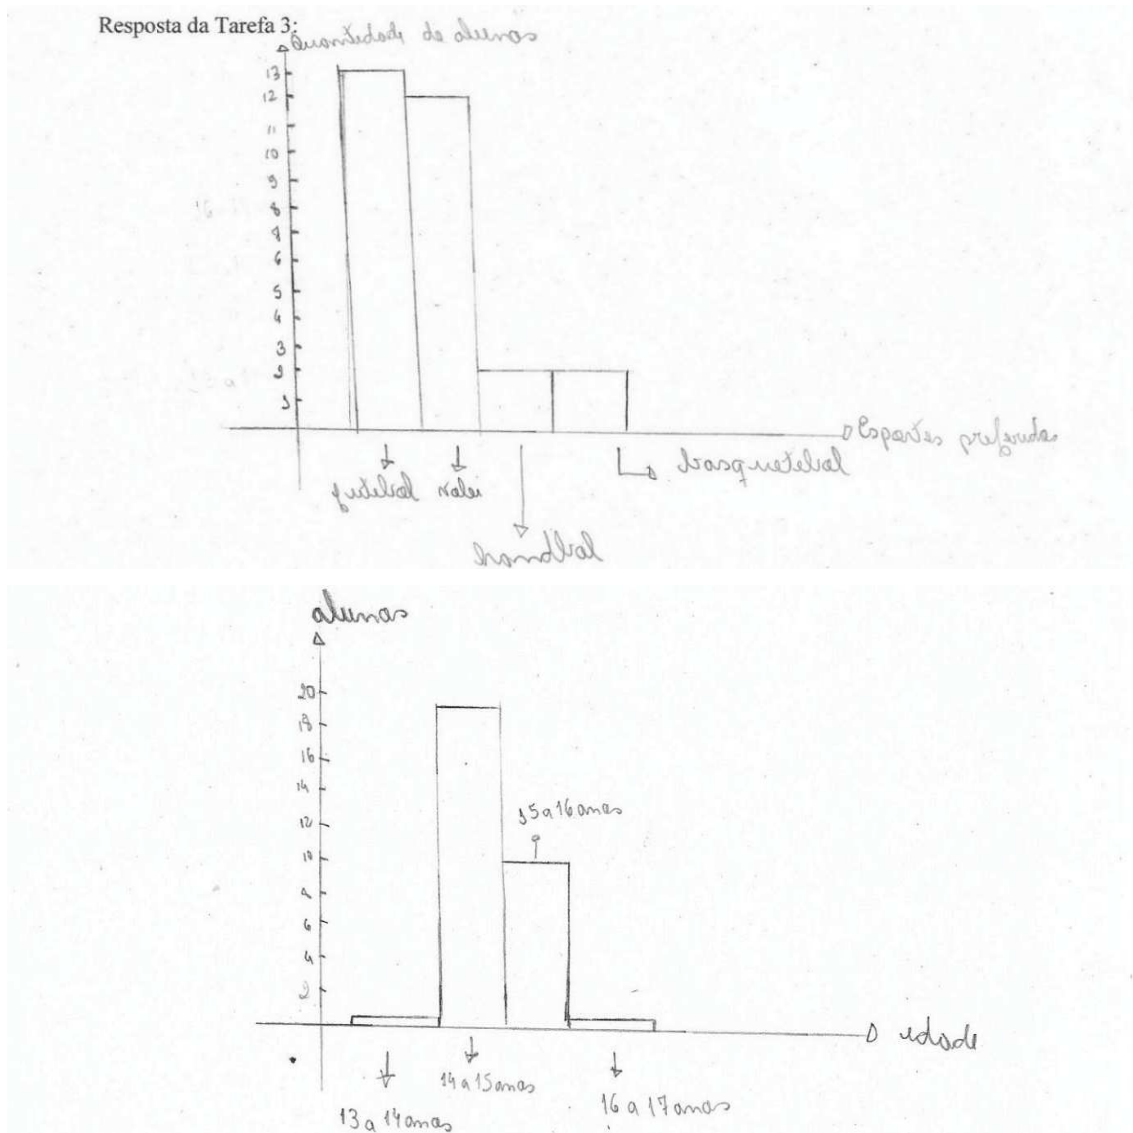 Resposta da Tarefa 3:
Quantidade de alunos
13
12
11
10
9
8
7
6
5
4
3
2
1
Esportes preferidos
futebol volei
basquetebol
handbal
alunos
20
18
16
14
12
10
8
6
4
2
15 a 16 anos
idade
14 a 15 anos
13 a 14 anos
16 a 17 anos